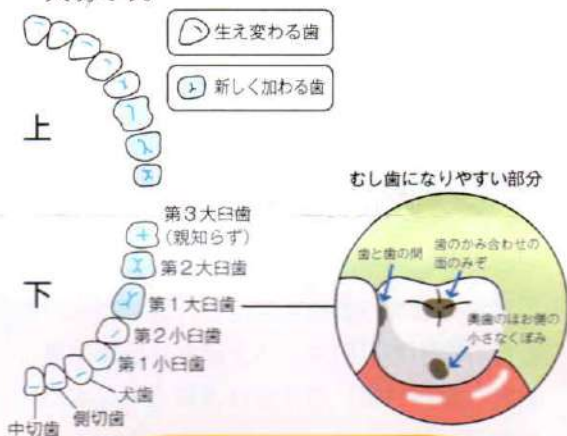 生え変わる歯
新しく加わる歯
上
むし歯になりやすい部分
第3大臼歯
(親知らず)
第2大臼歯
下
第1大臼歯
第2小臼歯
第1小臼歯
犬歯
側切歯
中切歯
歯と歯の間
歯のかみ合わせの
面のみぞ
奥歯のほお側の
小さなくぼみ